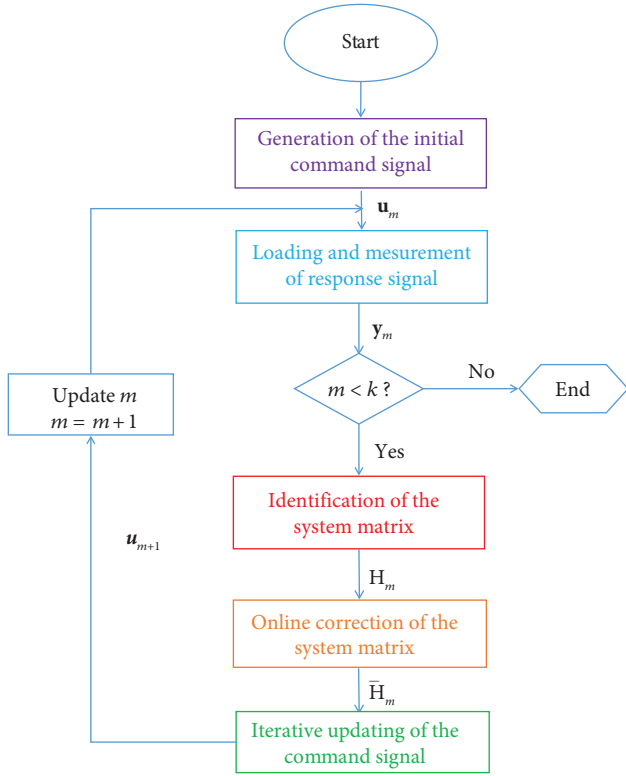 Start
Generation of the initial
command signal
u_m
Loading and mesurement
of response signal
y_m
m < k ?
No
End
Yes
Update m
m = m+1
Identification of the
system matrix
u_{m+1}
H_m
Online correction of the
system matrix
H̄_m
Iterative updating of the
command signal